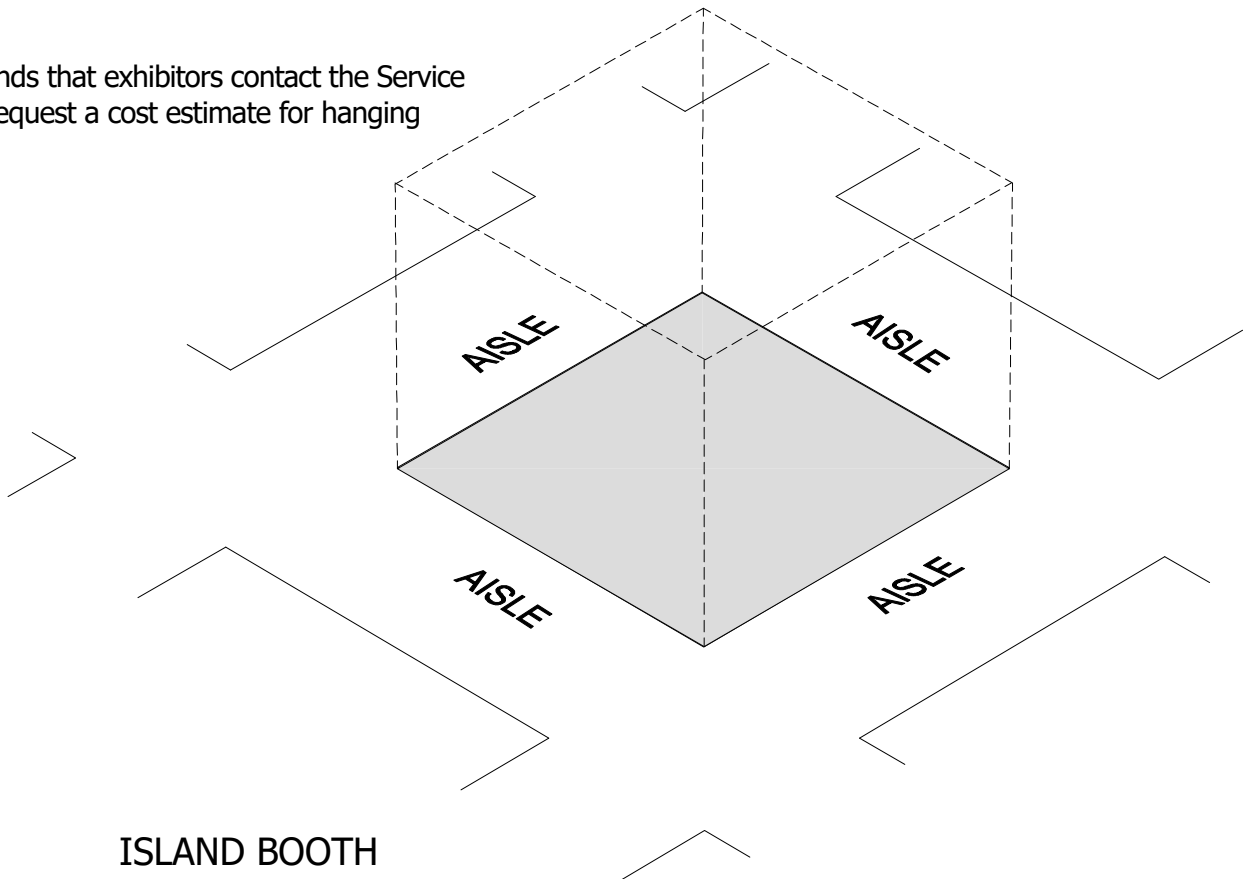 nds that exhibitors contact the Service
equest a cost estimate for hanging
AISLE
AISLE
AISLE
AISLE
ISLAND BOOTH